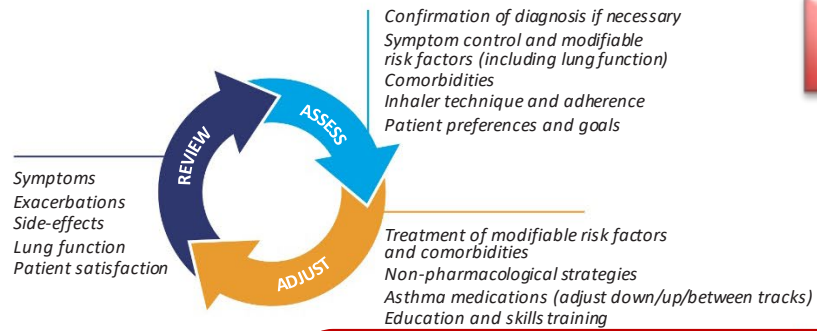 Confirmation of diagnosis if necessary
Symptom control and modifiable
risk factors (including lung function)
Comorbidities
Inhaler technique and adherence
Patient preferences and goals
ASSESS
REVIEW
Symptoms
Exacerbations
Side-effects
Lung function
Patient satisfaction
ADJUST
Treatment of modifiable risk factors
and comorbidities
Non-pharmacological strategies
Asthma medications (adjust down/up/between tracks)
Education and skills training